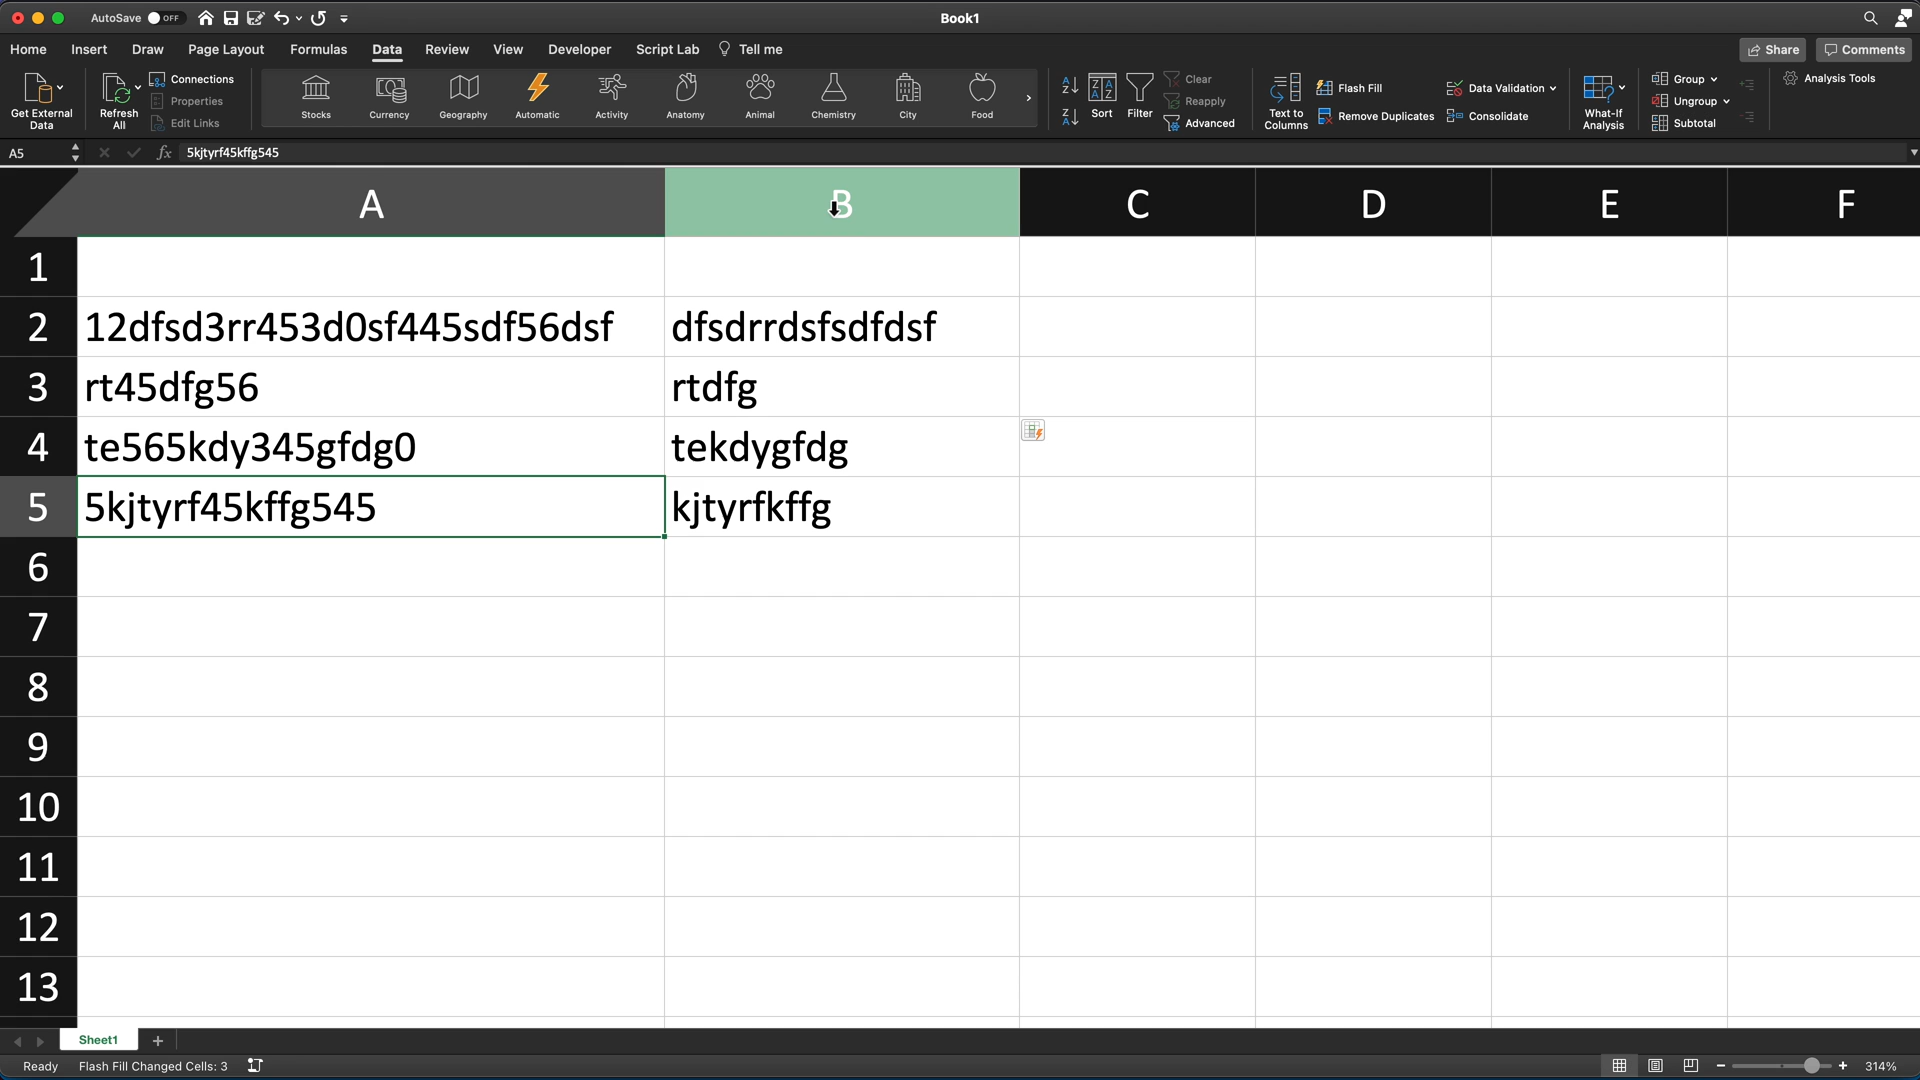 AutoSave OFF Book1
Home Insert Draw Page Layout Formulas Data Review View Developer Script Lab Tell me Share Comments
Get External Data
Refresh All
Connections
Properties
Edit Links
Stocks Currency Geography Automatic Activity Anatomy Animal Chemistry City Food
Sort Filter
Clear
Reapply
Advanced
Text to Columns
Flash Fill
Remove Duplicates
Data Validation
Consolidate
What-If Analysis
Group
Ungroup
Subtotal
Analysis Tools
A5 fx 5kjtyrf45kffg545
A B C D E F
1
2 12dfsd3rr453d0sf445sdf56dsf dfsdrrdsfsdfdsf
3 rt45dfg56 rtdfg
4 te565kdy345gfdg0 tekdygfdg
5 5kjtyrf45kffg545 kjtyrfkffg
6
7
8
9
10
11
12
13
Sheet1
Ready Flash Fill Changed Cells: 3 314%